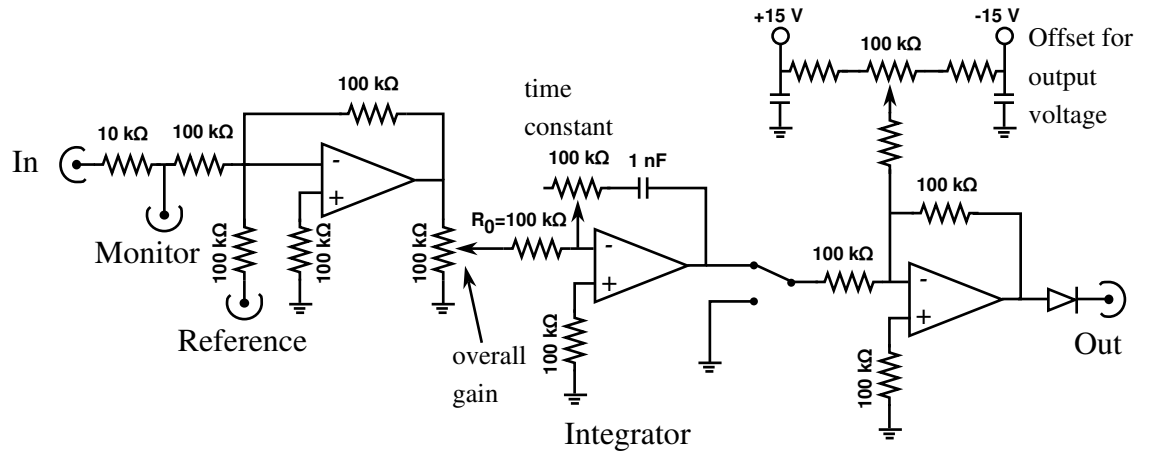 +15 V
-15 V
100 kΩ
Offset for
output
voltage
100 kΩ
time
constant
10 kΩ
100 kΩ
In
-
+
100 kΩ
1 nF
100 kΩ
Monitor
100 kΩ
100 kΩ
100 kΩ
R0=100 kΩ
-
+
100 kΩ
-
+
Reference
overall
gain
100 kΩ
100 kΩ
Out
Integrator